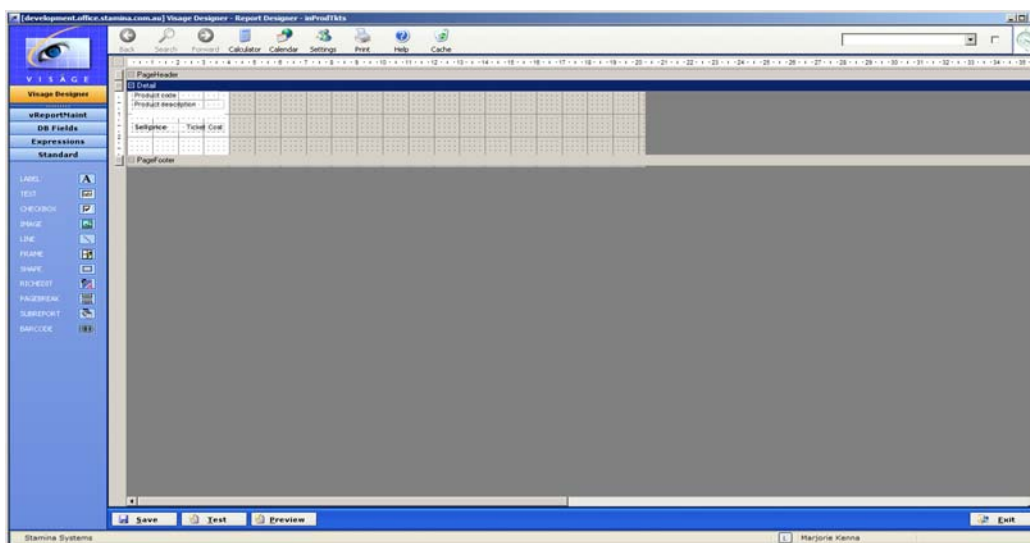 [development.office.stamina.com.au] Visage Designer - Report Designer - inProdTkts
Back Search Forward Calculator Calendar Settings Print Help Cache
VISAGE
Visage Designer
vReportMaint
DB Fields
Expressions
Standard
LABEL
TEXT
CHECKBOX
IMAGE
LINE
FRAME
SHAPE
RICHEDIT
PAGEBREAK
SUBREPORT
BARCODE
PageHeader
Detail
Product code
Product description
Sellprice Ticket Cost
PageFooter
Save Test Preview Exit
Stamina Systems L Marjorie Kenna